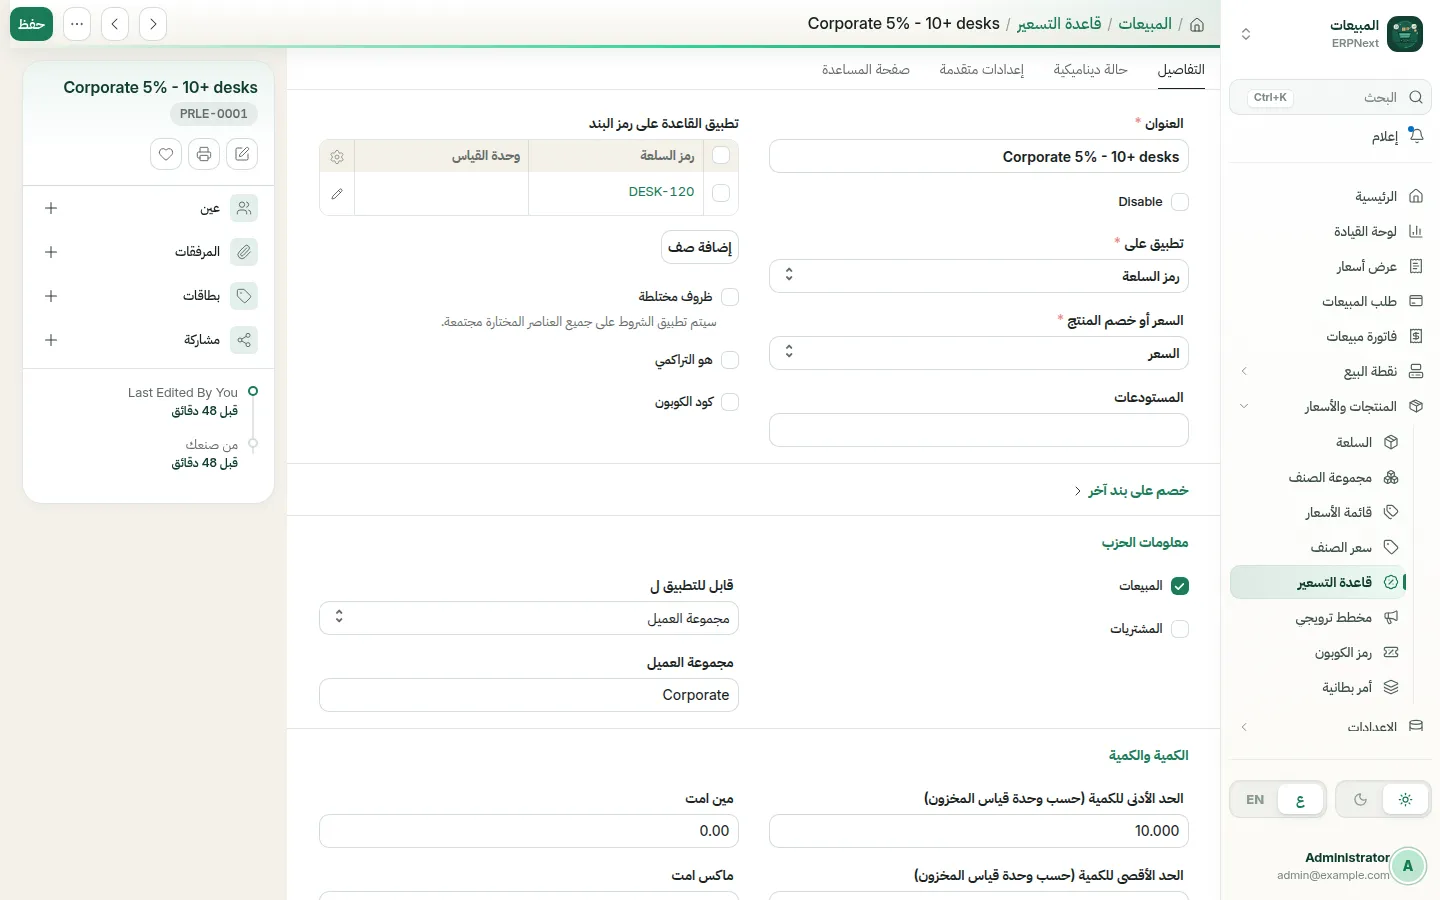 المبيعات
ERPNext
البحث
Ctrl+K
إعلام
الرئيسية
لوحة القيادة
عرض أسعار
طلب المبيعات
فاتورة مبيعات
نقطة البيع
المنتجات والأسعار
السلعة
مجموعة الصنف
قائمة الأسعار
سعر الصنف
قاعدة التسعير
مخطط ترويجي
رمز الكوبون
أمر بطانية
الاعدادات
ع
EN
Administrator
admin@example.com
A
المبيعات / قاعدة التسعير / Corporate 5% - 10+ desks
حفظ
التفاصيل
حالة ديناميكية
إعدادات متقدمة
صفحة المساعدة
العنوان *
Corporate 5% - 10+ desks
Disable
تطبيق على *
رمز السلعة
السعر أو خصم المنتج *
السعر
المستودعات
تطبيق القاعدة على رمز البند
رمز السلعة
وحدة القياس
DESK-120
إضافة صف
ظروف مختلطة
سيتم تطبيق الشروط على جميع العناصر المختارة مجتمعة.
هو التراكمي
كود الكوبون
خصم على بند آخر
معلومات الحزب
المبيعات
المشتريات
قابل للتطبيق ل
مجموعة العميل
مجموعة العميل
Corporate
الكمية والكمية
الحد الأدنى للكمية (حسب وحدة قياس المخزون)
10.000
الحد الأقصى للكمية (حسب وحدة قياس المخزون)
مين امت
0.00
ماكس امت
Corporate 5% - 10+ desks
PRLE-0001
عين
المرفقات
بطاقات
مشاركة
Last Edited By You
قبل 48 دقائق
من صنعك
قبل 48 دقائق